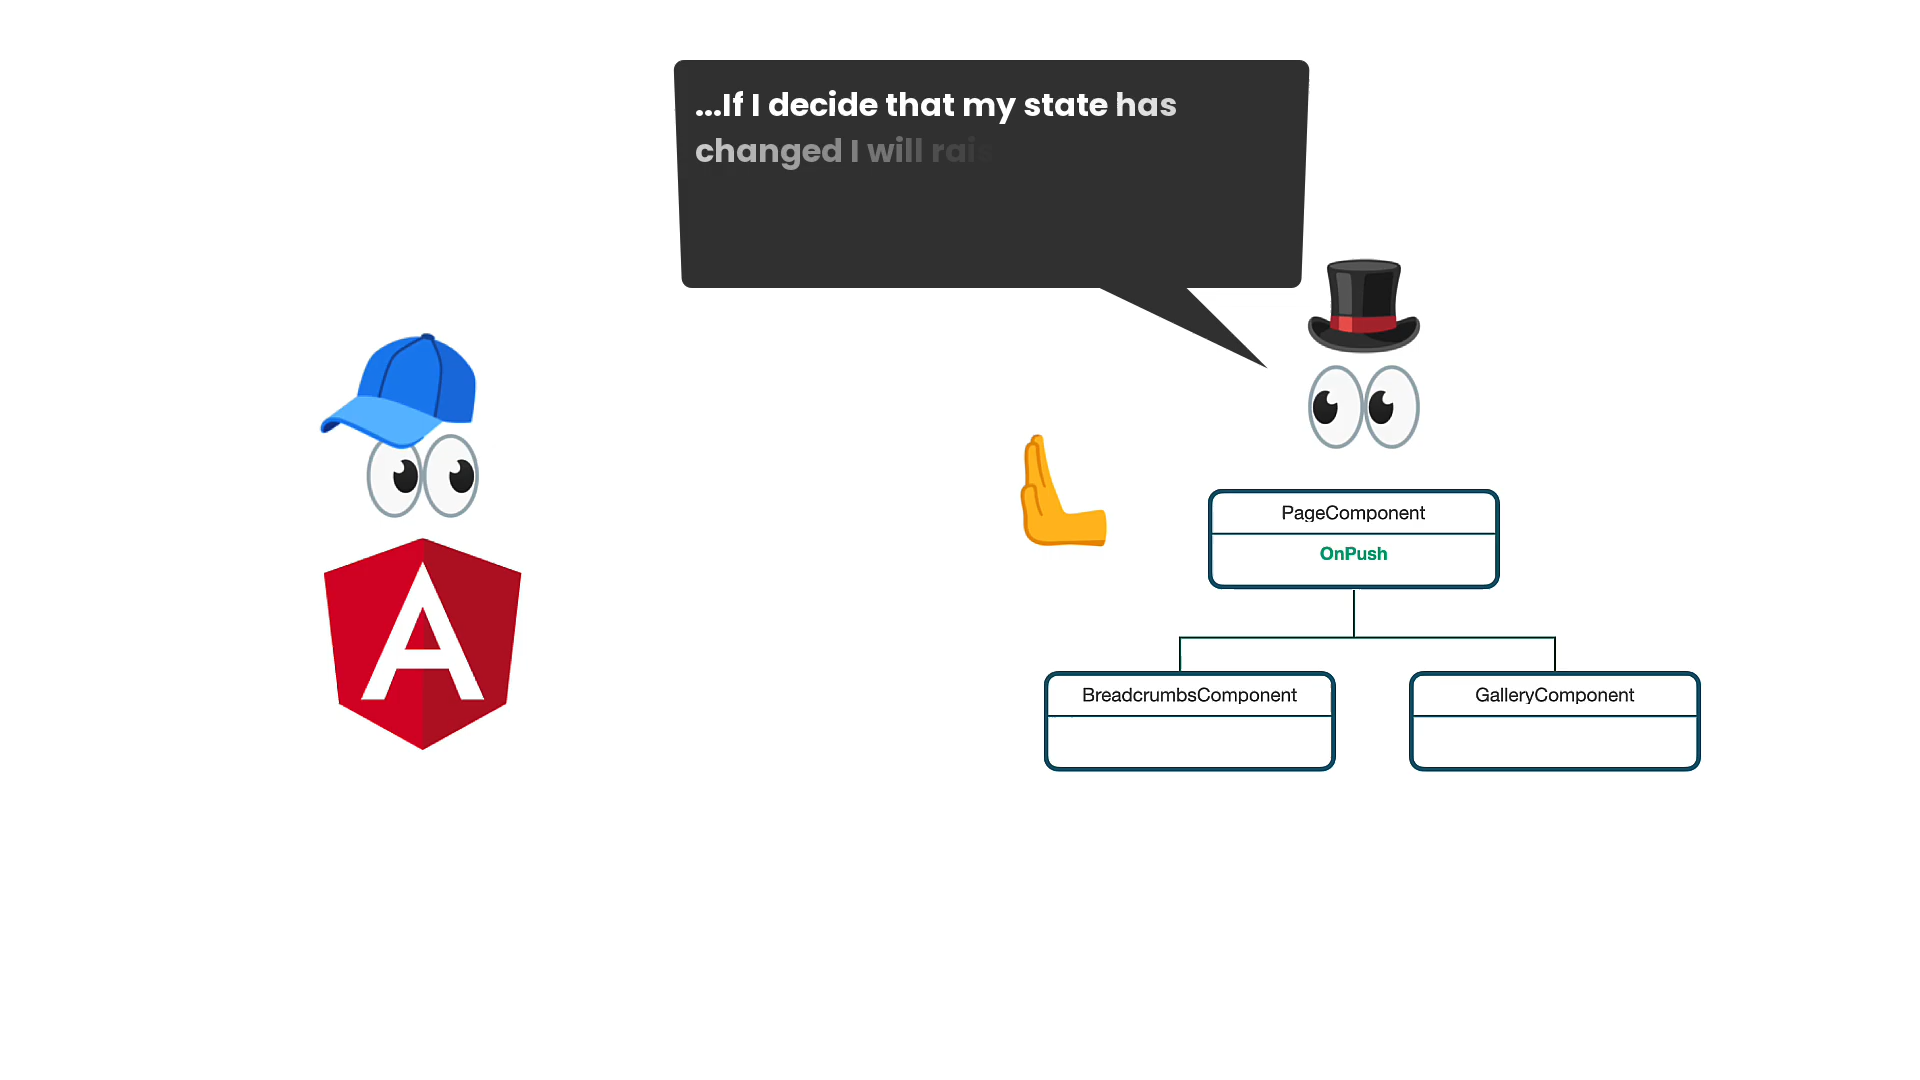 ...If I decide that my state has
changed I will
PageComponent
OnPush
BreadcrumbsComponent
GalleryComponent